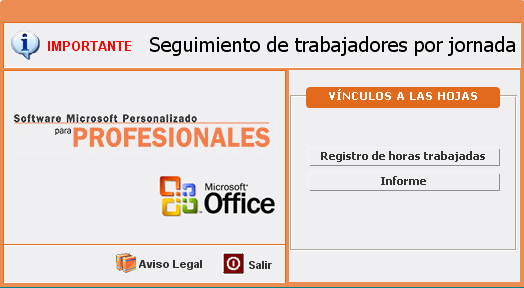 IMPORTANTE Seguimiento de trabajadores por jornada
Software Microsoft Personalizado
para PROFESIONALES
Microsoft
Office
VÍNCULOS A LAS HOJAS
Registro de horas trabajadas
Informe
Aviso Legal
Salir